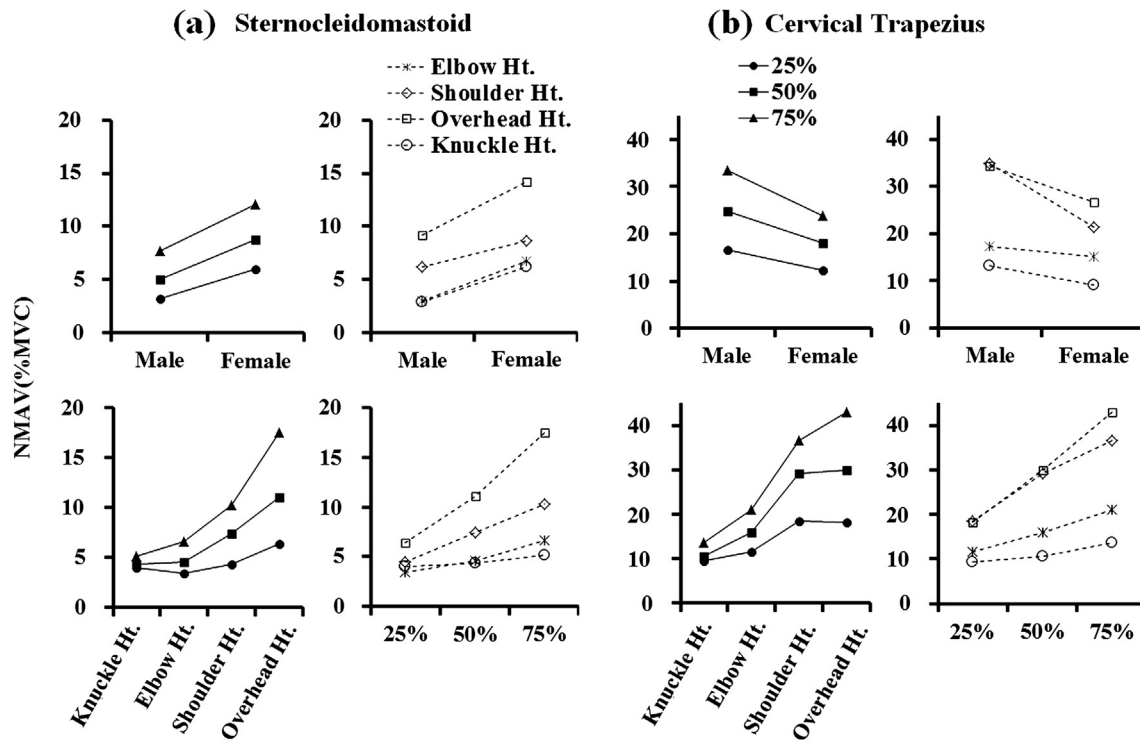 (a) Sternocleidomastoid
(b) Cervical Trapezius
Elbow Ht.
Shoulder Ht.
Overhead Ht.
Knuckle Ht.
25%
50%
75%
NMAV(%MVC)
20
15
10
5
0
Male Female
Male Female
40
30
20
10
0
Male Female
Male Female
20
15
10
5
0
Knuckle Ht.
Elbow Ht.
Shoulder Ht.
Overhead Ht.
20
15
10
5
0
25% 50% 75%
40
30
20
10
0
Knuckle Ht.
Elbow Ht.
Shoulder Ht.
Overhead Ht.
40
30
20
10
0
25% 50% 75%
20
15
10
5
0
40
30
20
10
0